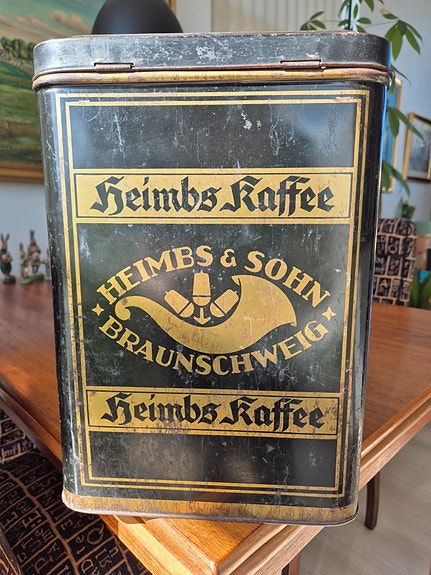 Heimbs Kaffee
HEIMBS & SOHN
BRAUNSCHWEIG
Heimbs Kaffee